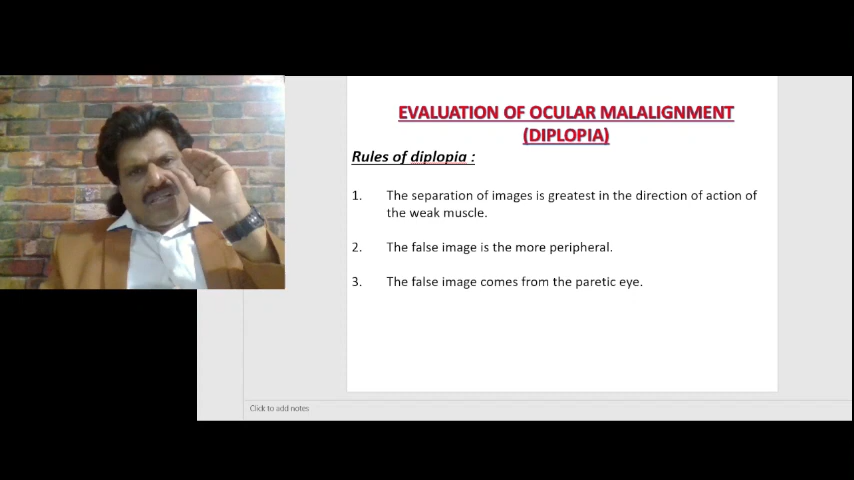 EVALUATION OF OCULAR MALALIGNMENT
(DIPLOPIA)
Rules of diplopia :
1. The separation of images is greatest in the direction of action of
the weak muscle.
2. The false image is the more peripheral.
3. The false image comes from the paretic eye.
Click to add notes